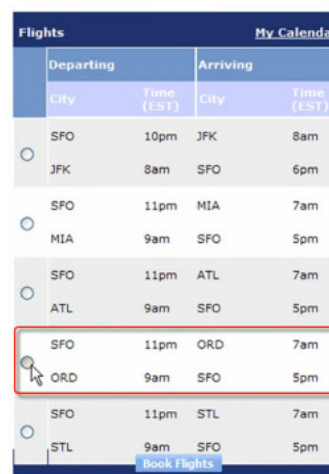 Flights My Calenda
Departing Arriving
City Time (EST) City Time (EST)
SFO 10pm JFK 8am
JFK 8am SFO 6pm
SFO 11pm MIA 7am
MIA 9am SFO 5pm
SFO 11pm ATL 7am
ATL 9am SFO 5pm
SFO 11pm ORD 7am
ORD 9am SFO 5pm
SFO 11pm STL 7am
STL 9am SFO 5pm
Book Flights